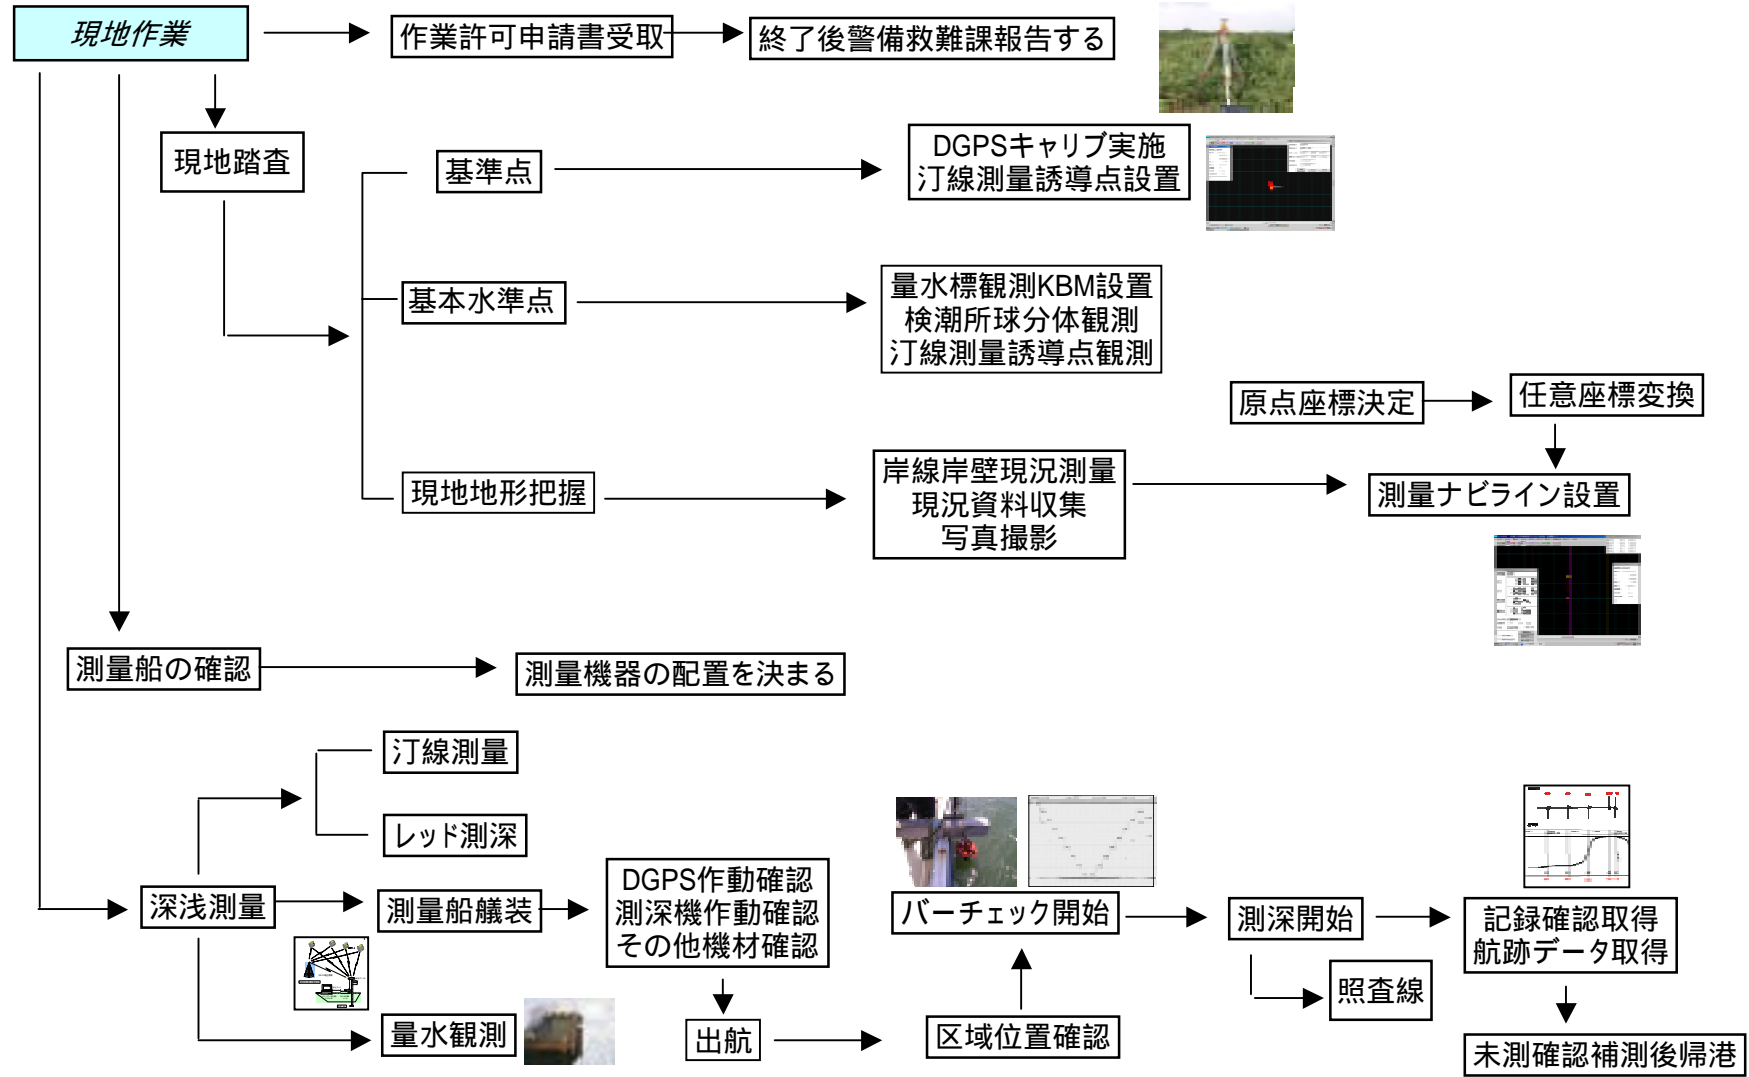 現地作業
作業許可申請書受取
終了後警備救難課報告する
現地踏査
基準点
DGPSキャリブ実施
汀線測量誘導点設置
基本水準点
量水標観測KBM設置
検潮所球分体観測
汀線測量誘導点観測
原点座標決定
任意座標変換
現地地形把握
岸線岸壁現況測量
現況資料収集
写真撮影
測量ナビライン設置
測量船の確認
測量機器の配置を決まる
汀線測量
レッド測深
深浅測量
測量船艤装
DGPS作動確認
測深機作動確認
その他機材確認
バーチェック開始
測深開始
記録確認取得
航跡データ取得
照査線
量水観測
出航
区域位置確認
未測確認補測後帰港